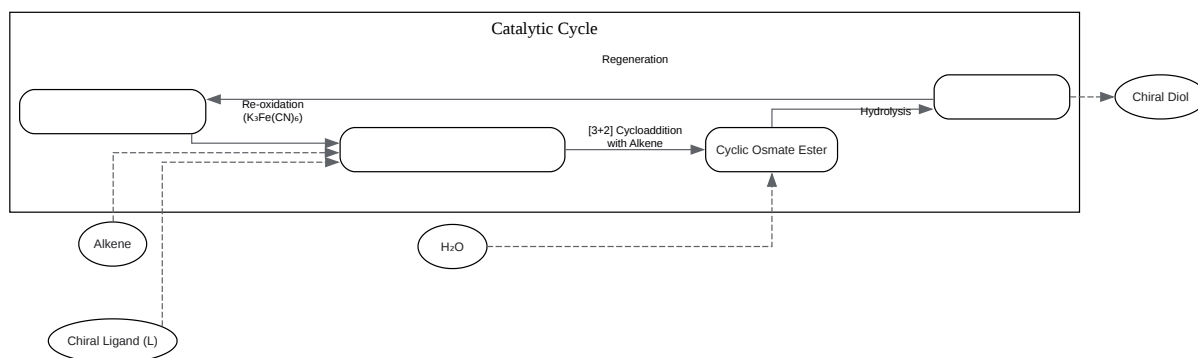 Catalytic Cycle
Regeneration
Re-oxidation
(K₃Fe(CN)₆)
Hydrolysis
Chiral Diol
[3+2] Cycloaddition
with Alkene
Cyclic Osmate Ester
Alkene
H₂O
Chiral Ligand (L)